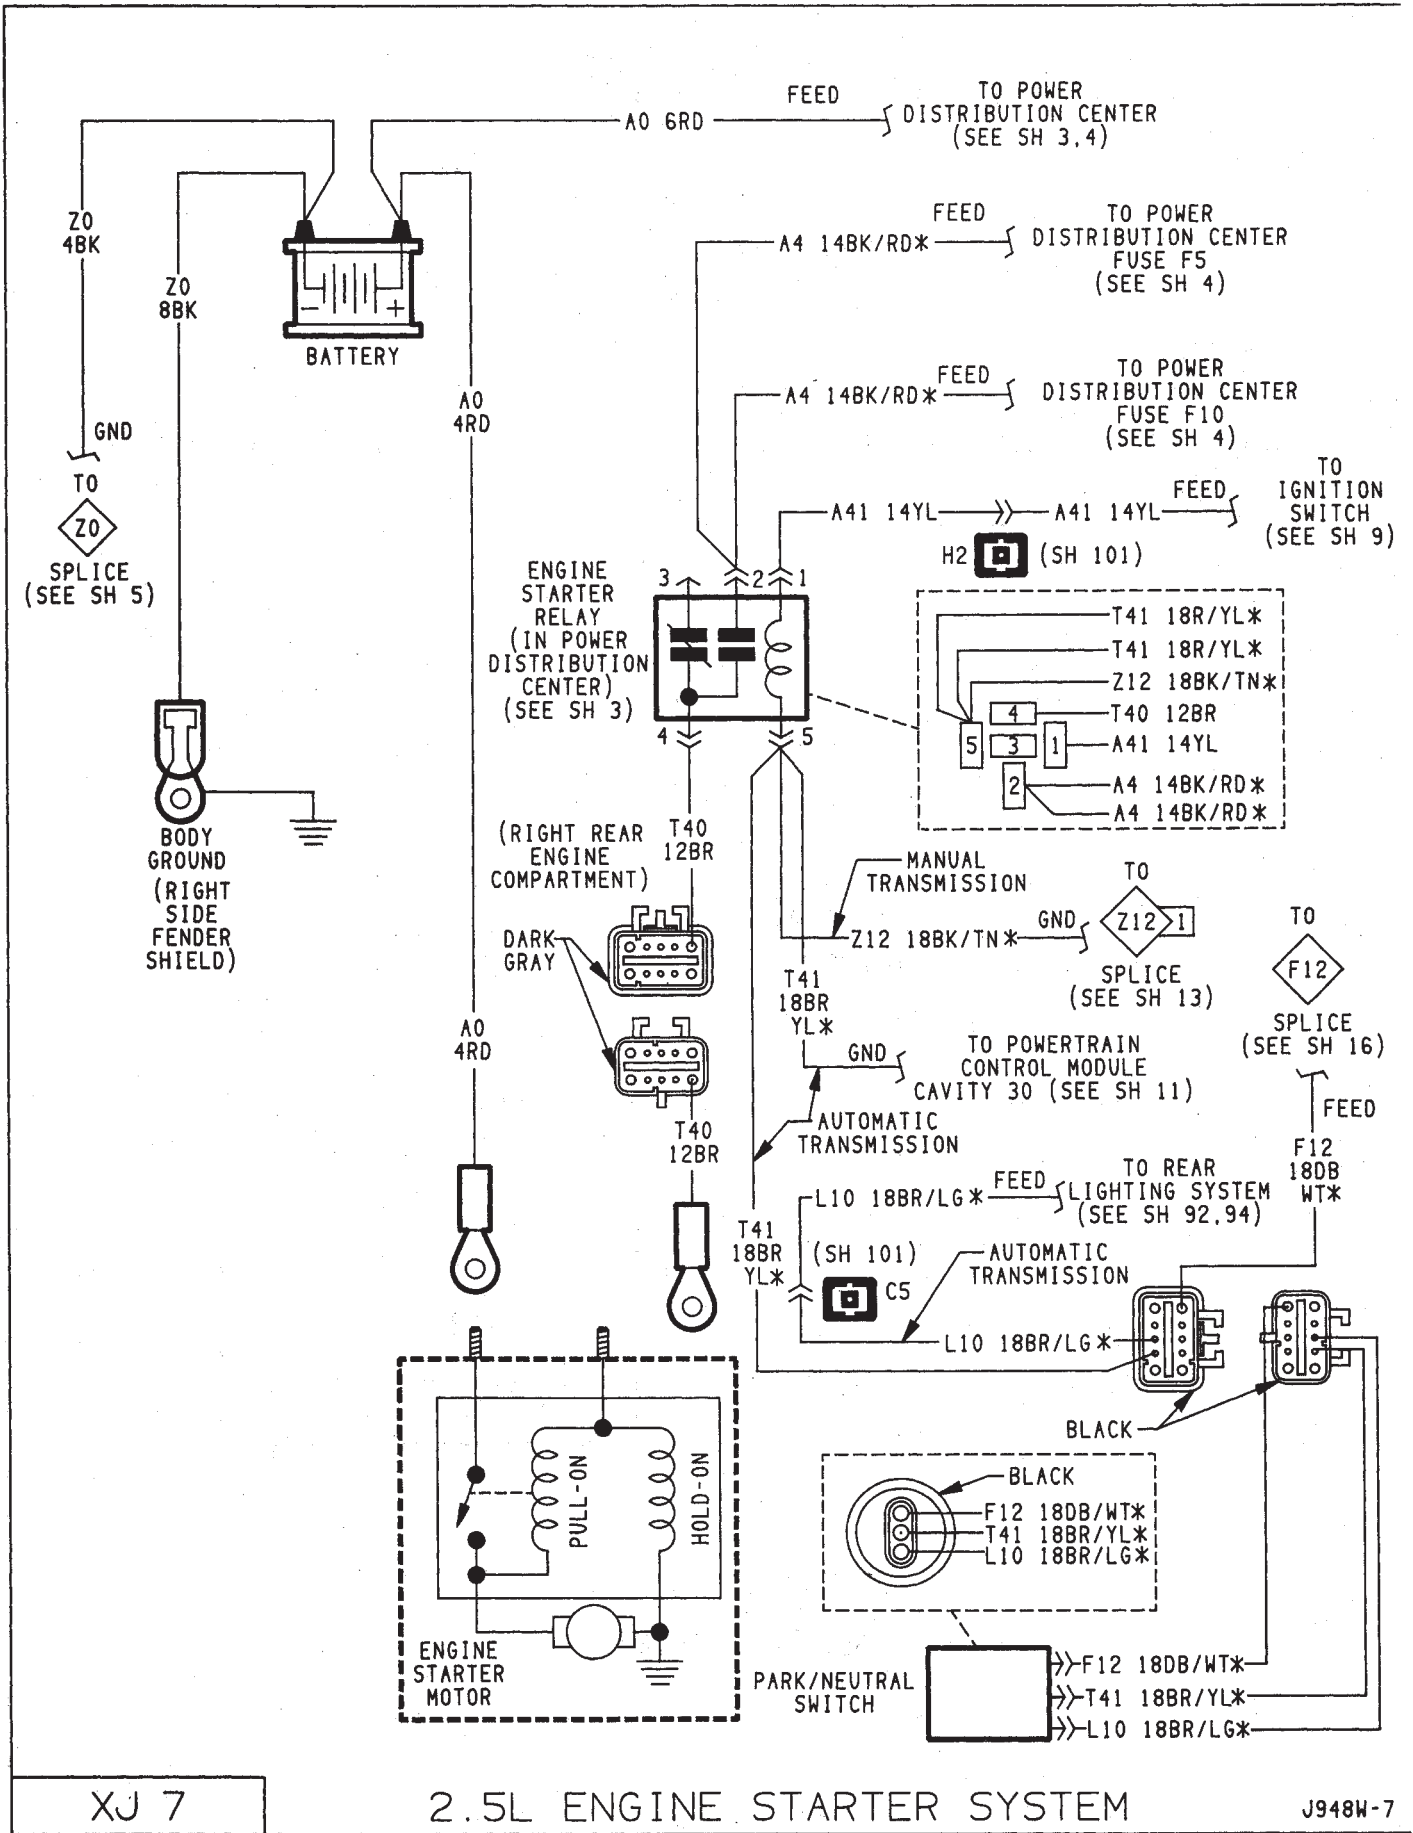 FEED
TO POWER
DISTRIBUTION CENTER
(SEE SH 3,4)
A0 6RD
Z0
4BK
Z0
8BK
BATTERY
- +
A0
4RD
GND
TO
Z0
SPLICE
(SEE SH 5)
FEED
TO POWER
DISTRIBUTION CENTER
FUSE F5
(SEE SH 4)
A4 14BK/RD*
FEED
TO POWER
DISTRIBUTION CENTER
FUSE F10
(SEE SH 4)
A4 14BK/RD*
A41 14YL
A41 14YL
FEED
TO
IGNITION
SWITCH
(SEE SH 9)
H2
(SH 101)
ENGINE
STARTER
RELAY
(IN POWER
DISTRIBUTION
CENTER)
(SEE SH 3)
3
2
1
4
5
T41 18R/YL*
T41 18R/YL*
Z12 18BK/TN*
4
T40 12BR
5
3
1
A41 14YL
2
A4 14BK/RD*
A4 14BK/RD*
BODY
GROUND
(RIGHT
SIDE
FENDER
SHIELD)
(RIGHT REAR
ENGINE
COMPARTMENT)
T40
12BR
DARK
GRAY
MANUAL
TRANSMISSION
Z12 18BK/TN*
GND
TO
Z12 1
SPLICE
(SEE SH 13)
TO
F12
SPLICE
(SEE SH 16)
FEED
F12
18DB
WT*
T41
18BR
YL*
GND
TO POWERTRAIN
CONTROL MODULE
CAVITY 30 (SEE SH 11)
AUTOMATIC
TRANSMISSION
A0
4RD
T40
12BR
L10 18BR/LG*
FEED
TO REAR
LIGHTING SYSTEM
(SEE SH 92,94)
T41
18BR
YL*
(SH 101)
C5
AUTOMATIC
TRANSMISSION
L10 18BR/LG*
BLACK
BLACK
F12 18DB/WT*
T41 18BR/YL*
L10 18BR/LG*
PULL-ON
HOLD-ON
ENGINE
STARTER
MOTOR
PARK/NEUTRAL
SWITCH
F12 18DB/WT*
T41 18BR/YL*
L10 18BR/LG*
XJ 7
2.5L ENGINE STARTER SYSTEM
J948W-7